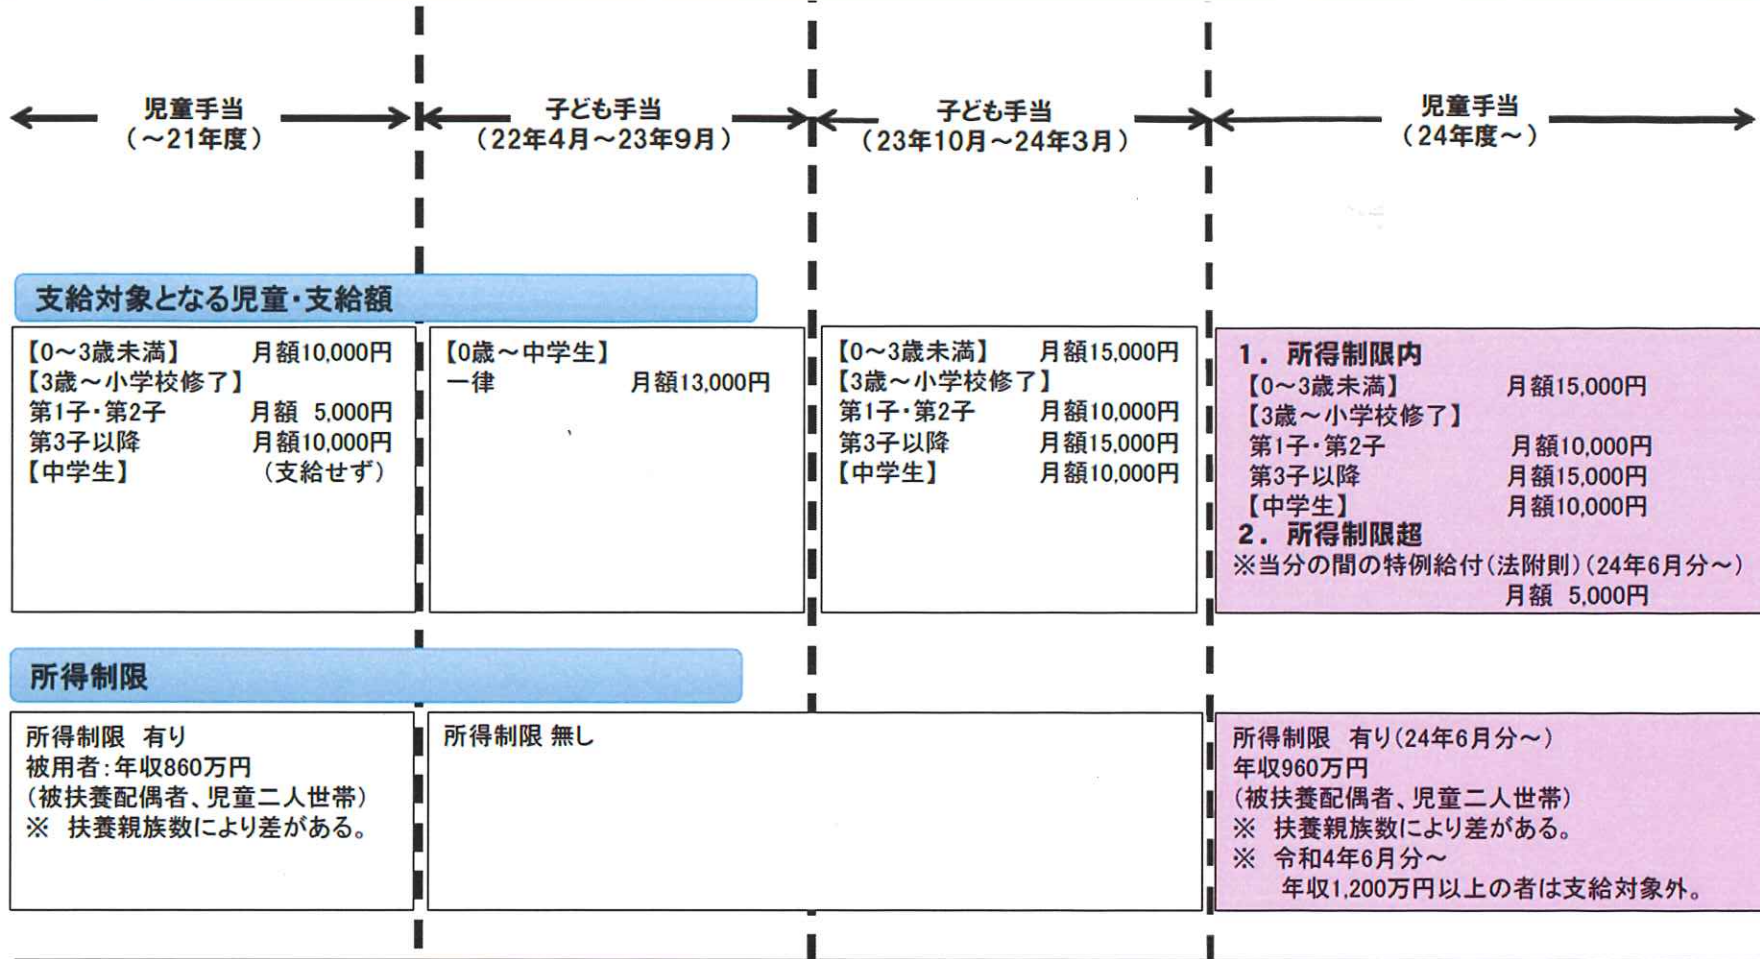 児童手当
(～21年度)
子ども手当
(22年4月～23年9月)
子ども手当
(23年10月～24年3月)
児童手当
(24年度～)
支給対象となる児童・支給額
【0～3歳未満】 月額10,000円
【3歳～小学校修了】
第1子・第2子 月額 5,000円
第3子以降 月額10,000円
【中学生】 (支給せず)
【0歳～中学生】
一律 月額13,000円
【0～3歳未満】 月額15,000円
【3歳～小学校修了】
第1子・第2子 月額10,000円
第3子以降 月額15,000円
【中学生】 月額10,000円
1. 所得制限内
【0～3歳未満】 月額15,000円
【3歳～小学校修了】
第1子・第2子 月額10,000円
第3子以降 月額15,000円
【中学生】 月額10,000円
2. 所得制限超
※当分の間の特例給付(法附則)(24年6月分～)
月額 5,000円
所得制限
所得制限 有り
被用者:年収860万円
(被扶養配偶者、児童二人世帯)
※ 扶養親族数により差がある。
所得制限 無し
所得制限 有り(24年6月分～)
年収960万円
(被扶養配偶者、児童二人世帯)
※ 扶養親族数により差がある。
※ 令和4年6月分～
年収1,200万円以上の者は支給対象外。